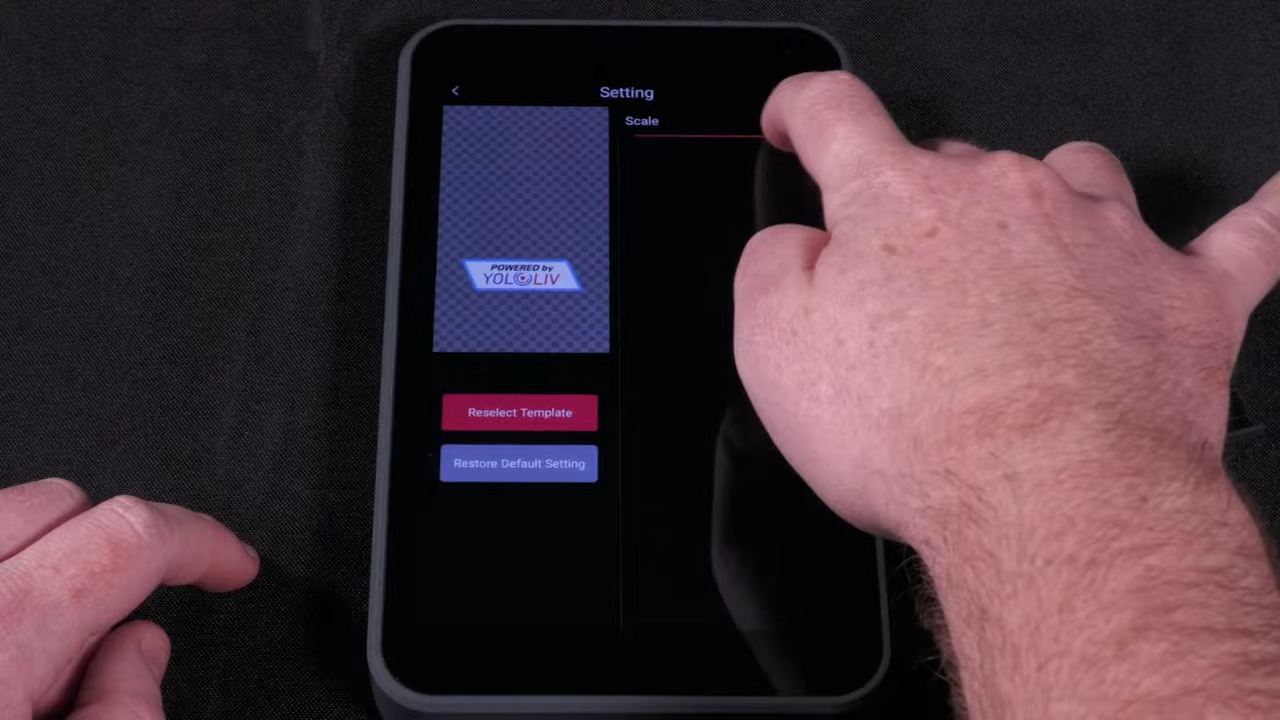 Setting
Scale
POWERED by
YOLOLIV
Reselect Template
Restore Default Setting